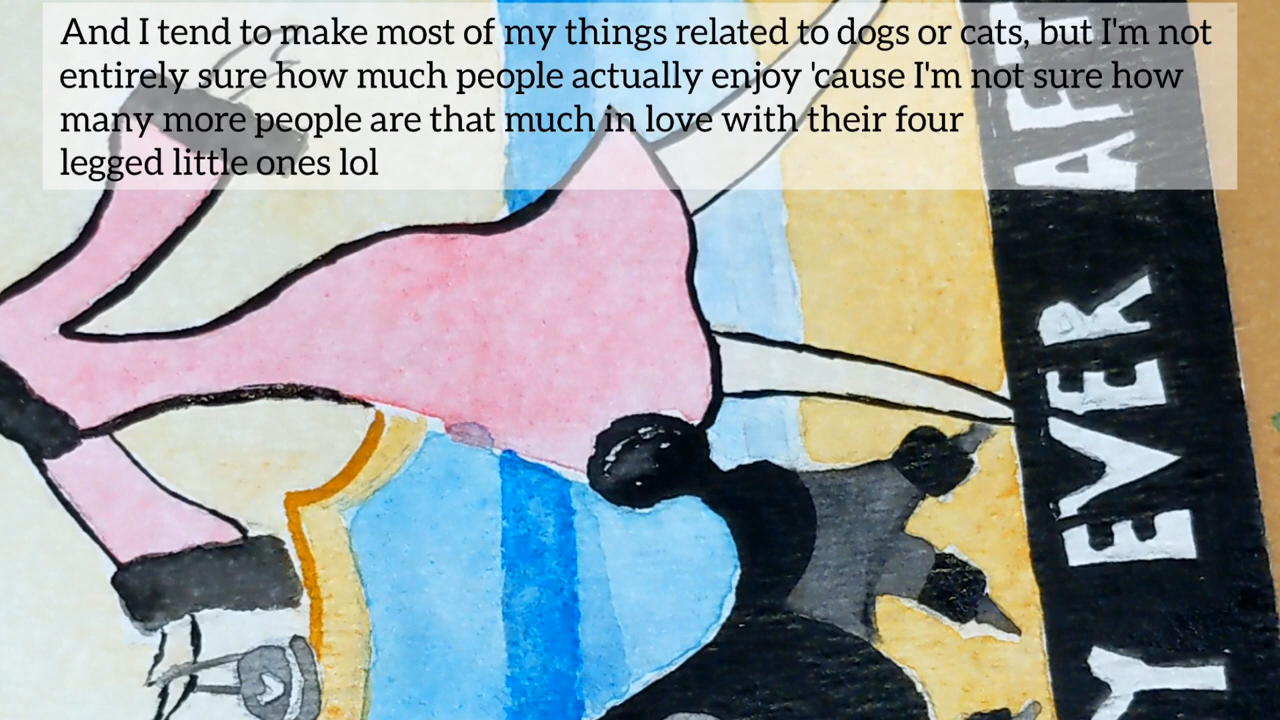 And I tend to make most of my things related to dogs or cats, but I'm not
entirely sure how much people actually enjoy 'cause I'm not sure how
many more people are that much in love with their four
legged little ones lol
Y EVER AFT